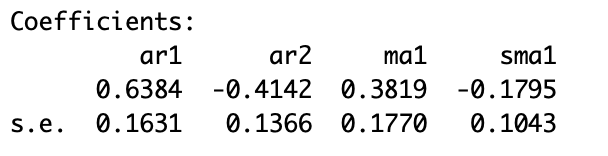 Coefficients:
ar1 ar2 ma1 sma1
0.6384 -0.4142 0.3819 -0.1795
s.e. 0.1631 0.1366 0.1770 0.1043